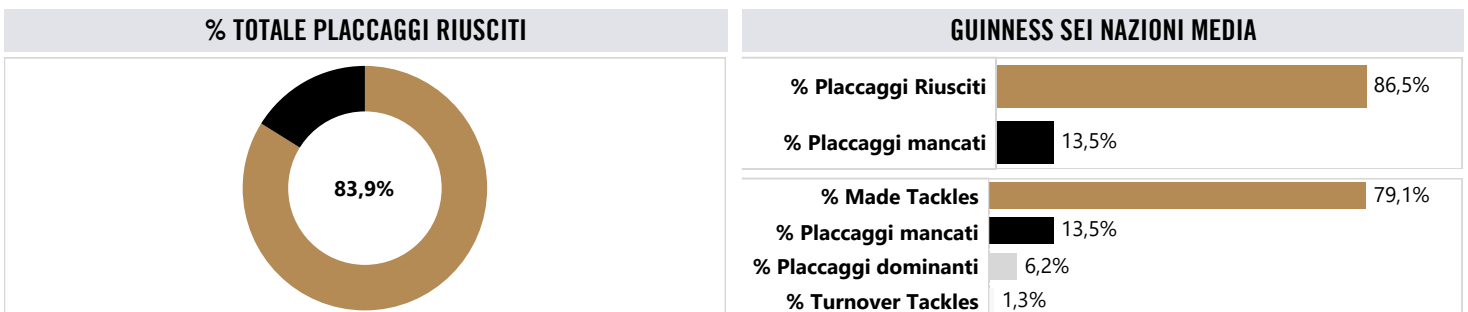 % TOTALE PLACCAGGI RIUSCITI
83,9%
GUINNESS SEI NAZIONI MEDIA
% Placcaggi Riusciti 86,5%
% Placcaggi mancati 13,5%
% Made Tackles 79,1%
% Placcaggi mancati 13,5%
% Placcaggi dominanti 6,2%
% Turnover Tackles 1,3%